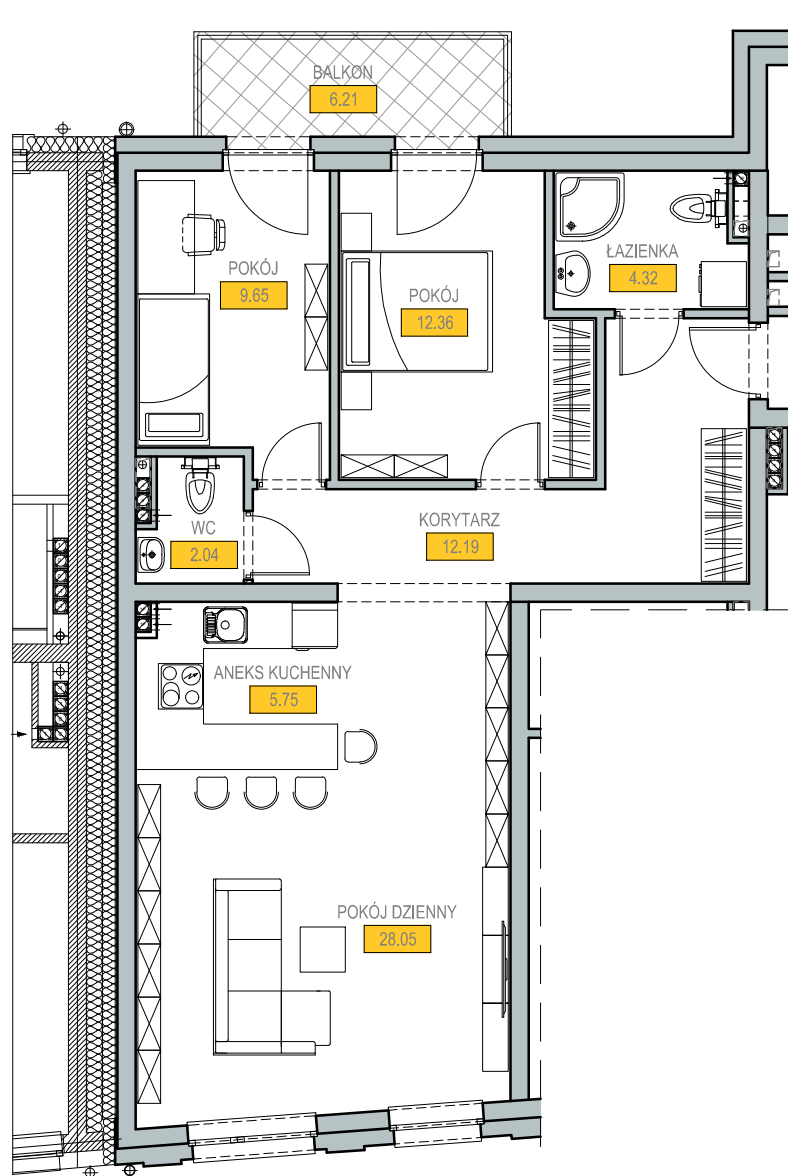 BALKON
6.21
POKÓJ
9.65
POKÓJ
12.36
ŁAZIENKA
4.32
WC
2.04
KORYTARZ
12.19
ANEKS KUCHENNY
5.75
POKÓJ DZIENNY
28.05